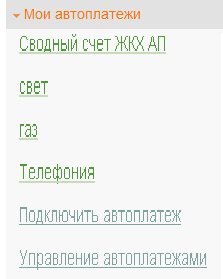 Мои автоплатежи
Сводный счет ЖКХ АП
свет
газ
Телефония
Подключить автоплатеж
Управление автоплатежами